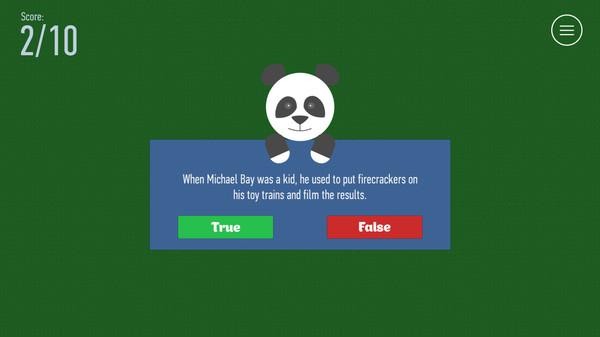 Score:
2/10
When Michael Bay was a kid, he used to put firecrackers on
his toy trains and film the results.
True
False